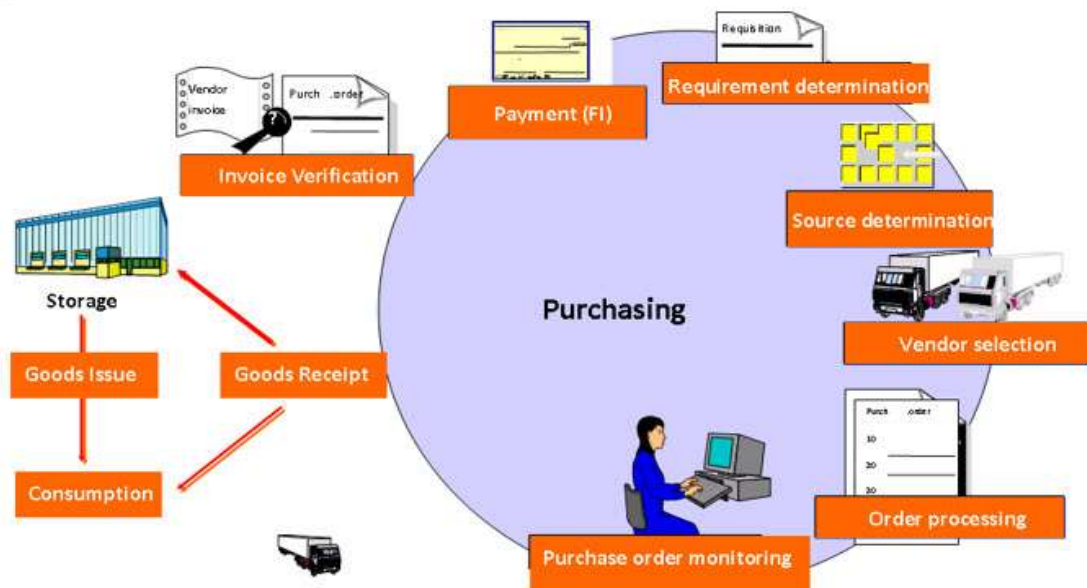 Requisition
Requirement determination
Payment (FI)
Vendor
invoice
Purch .order
?
Invoice Verification
Source determination
Storage
Purchasing
Vendor selection
Goods Issue
Goods Receipt
Purch .order
10
20
30
Consumption
Order processing
Purchase order monitoring